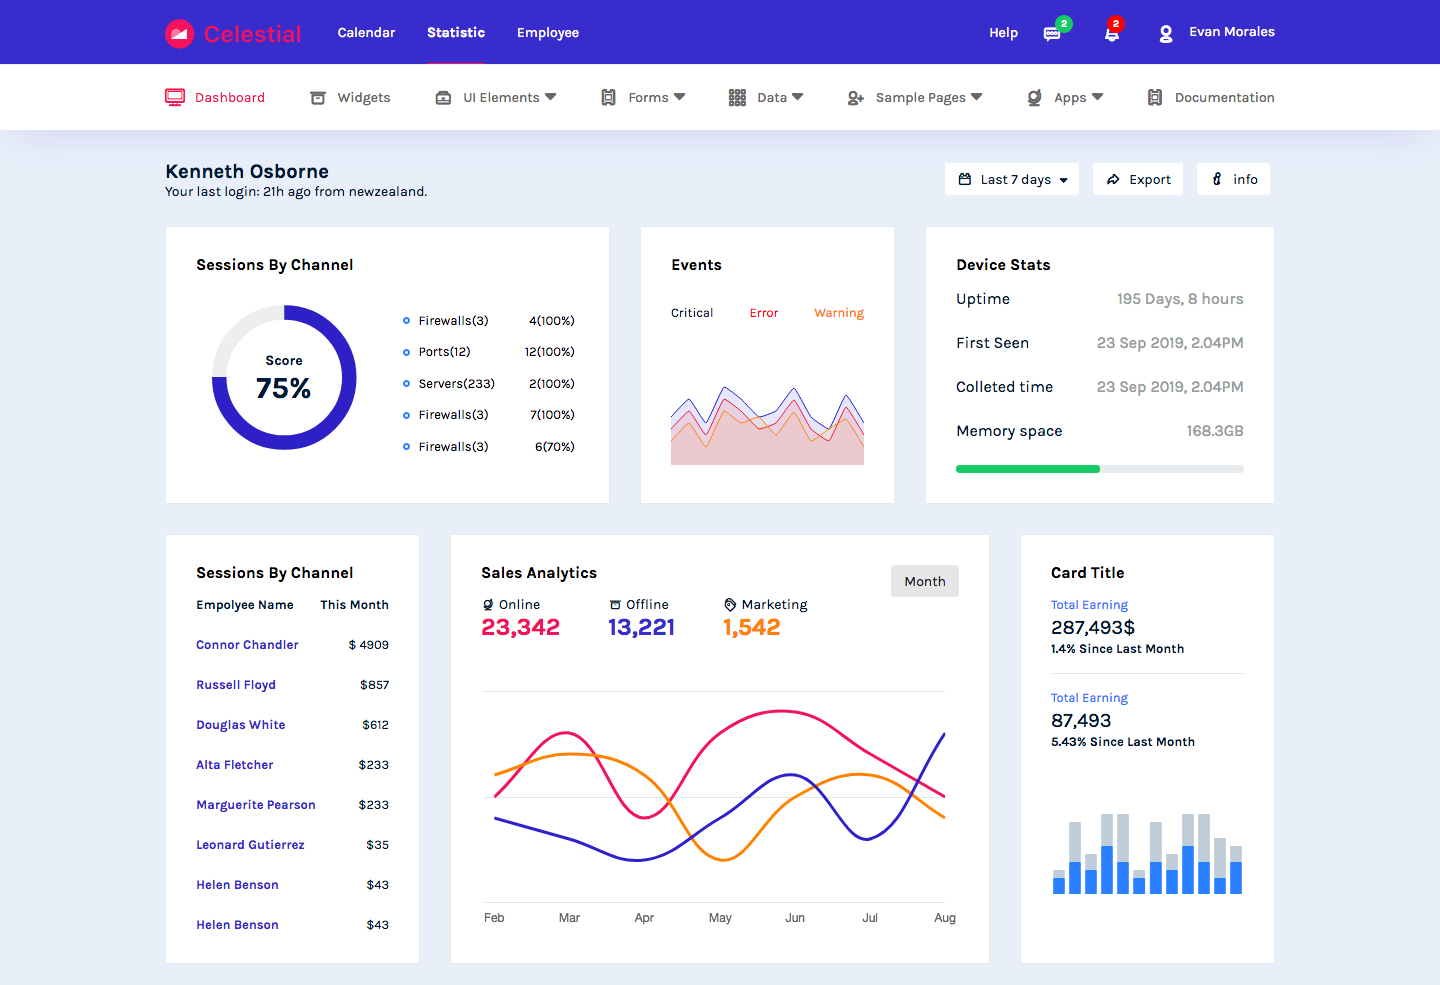 Celestial Calendar Statistic Employee Help 2 2 Evan Morales
Dashboard Widgets UI Elements Forms Data Sample Pages Apps Documentation
Kenneth Osborne
Your last login: 21h ago from newzealand.
Last 7 days Export info
Sessions By Channel
Score
75%
Firewalls(3) 4(100%)
Ports(12) 12(100%)
Servers(233) 2(100%)
Firewalls(3) 7(100%)
Firewalls(3) 6(70%)
Events
Critical Error Warning
Device Stats
Uptime 195 Days, 8 hours
First Seen 23 Sep 2019, 2.04PM
Colleted time 23 Sep 2019, 2.04PM
Memory space 168.3GB
Sessions By Channel
Empolyee Name This Month
Connor Chandler $ 4909
Russell Floyd $857
Douglas White $612
Alta Fletcher $233
Marguerite Pearson $233
Leonard Gutierrez $35
Helen Benson $43
Helen Benson $43
Sales Analytics
Month
Online Offline Marketing
23,342 13,221 1,542
Feb Mar Apr May Jun Jul Aug
Card Title
Total Earning
287,493$
1.4% Since Last Month
Total Earning
87,493
5.43% Since Last Month